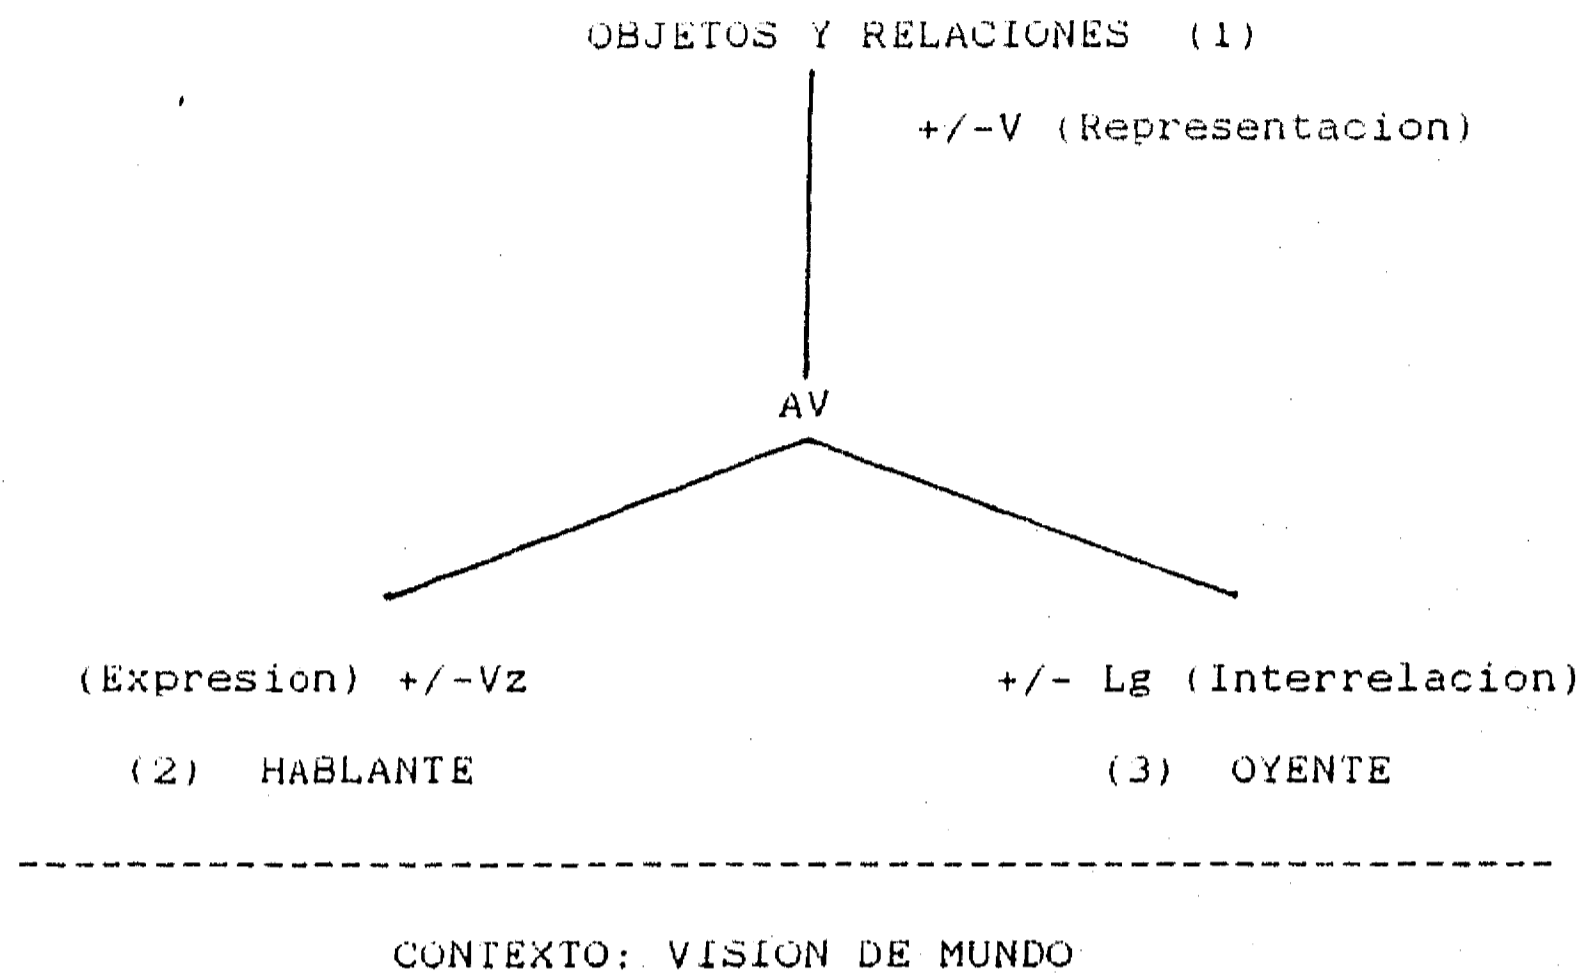 OBJETOS Y RELACIONES (1)
+/-V (Representacion)
AV
(Expresion) +/-Vz
+/- Lg (Interrelacion)
(2) HABLANTE
(3) OYENTE
CONTEXTO: VISION DE MUNDO